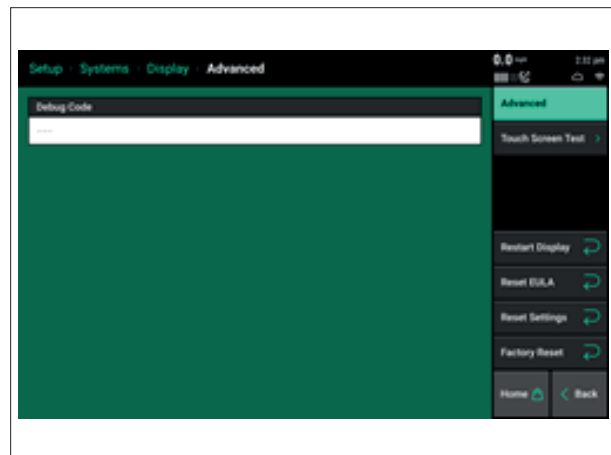 Setup Systems Display Advanced
0.0 mph 2:32 pm
Debug Code
---
Advanced
Touch Screen Test
Restart Display
Reset EULA
Reset Settings
Factory Reset
Home Back